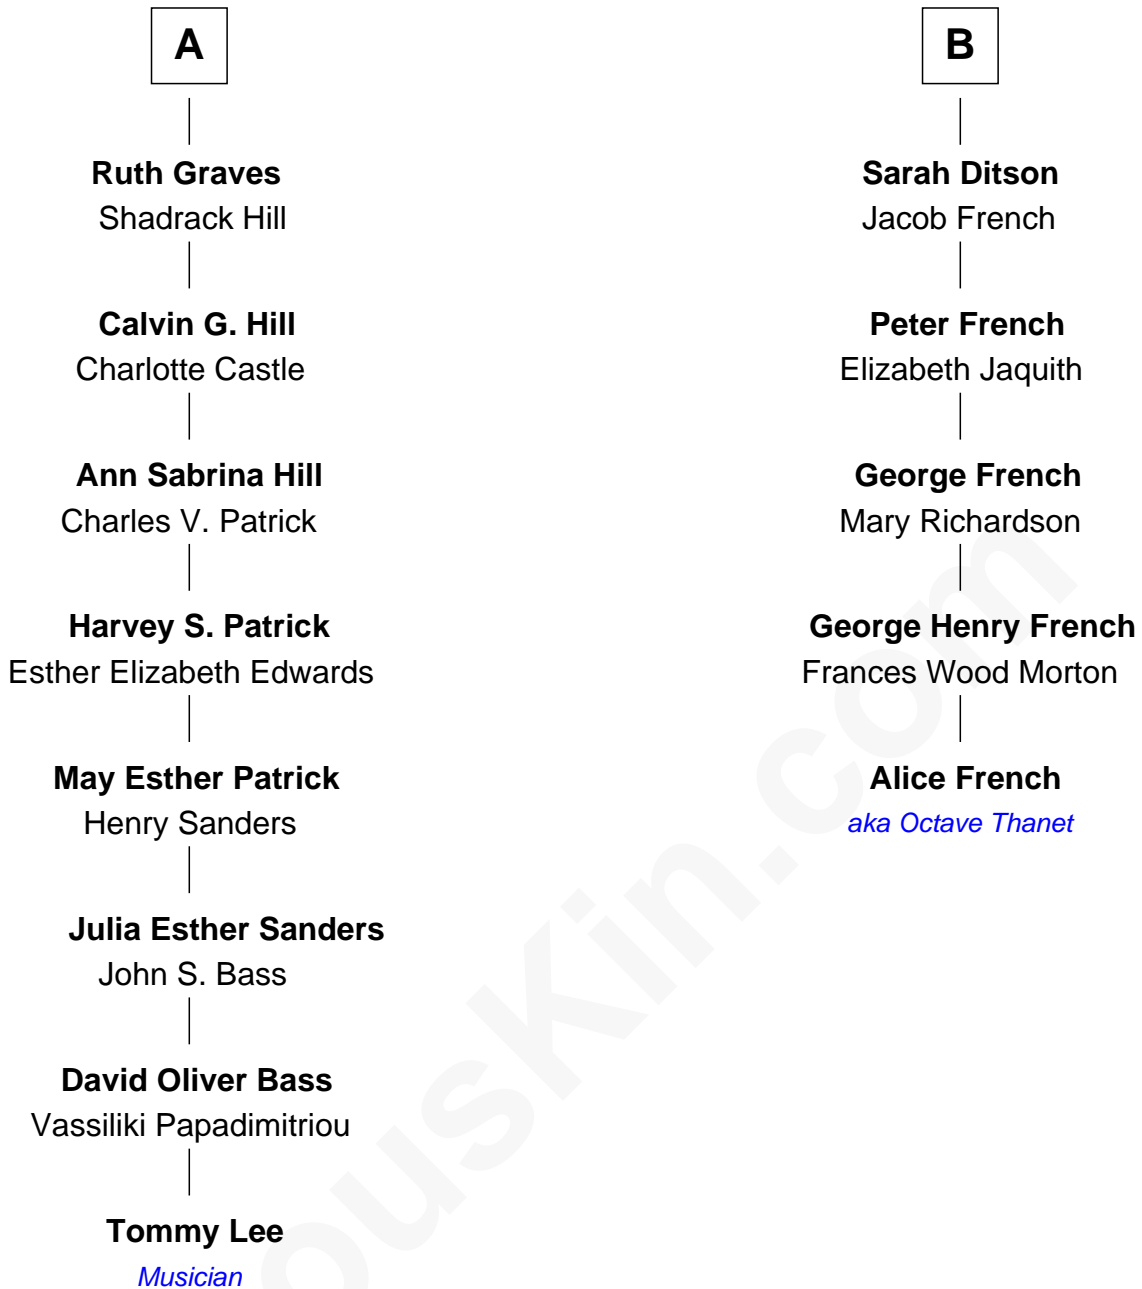 A
Ruth Graves
Shadrack Hill
Calvin G. Hill
Charlotte Castle
Ann Sabrina Hill
Charles V. Patrick
Harvey S. Patrick
Esther Elizabeth Edwards
May Esther Patrick
Henry Sanders
Julia Esther Sanders
John S. Bass
David Oliver Bass
Vassiliki Papadimitriou
Tommy Lee
Musician
B
Sarah Ditson
Jacob French
Peter French
Elizabeth Jaquith
George French
Mary Richardson
George Henry French
Frances Wood Morton
Alice French
aka Octave Thanet
ousKin.com